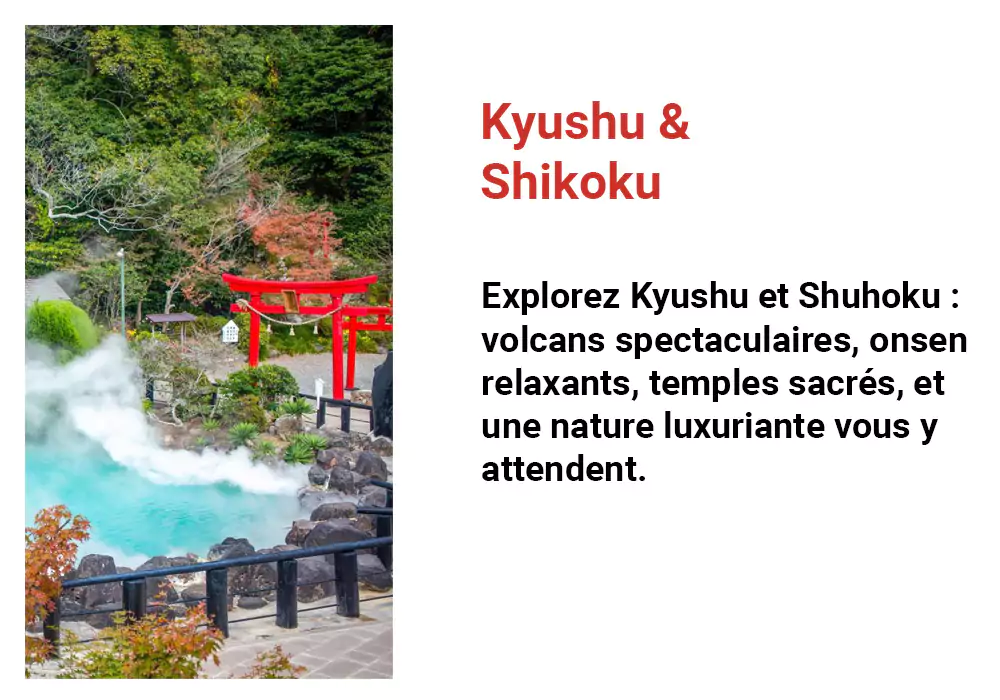 Kyushu &
Shikoku
Explorez Kyushu et Shuhoku :
volcans spectaculaires, onsen
relaxants, temples sacrés, et
une nature luxuriante vous y
attendent.